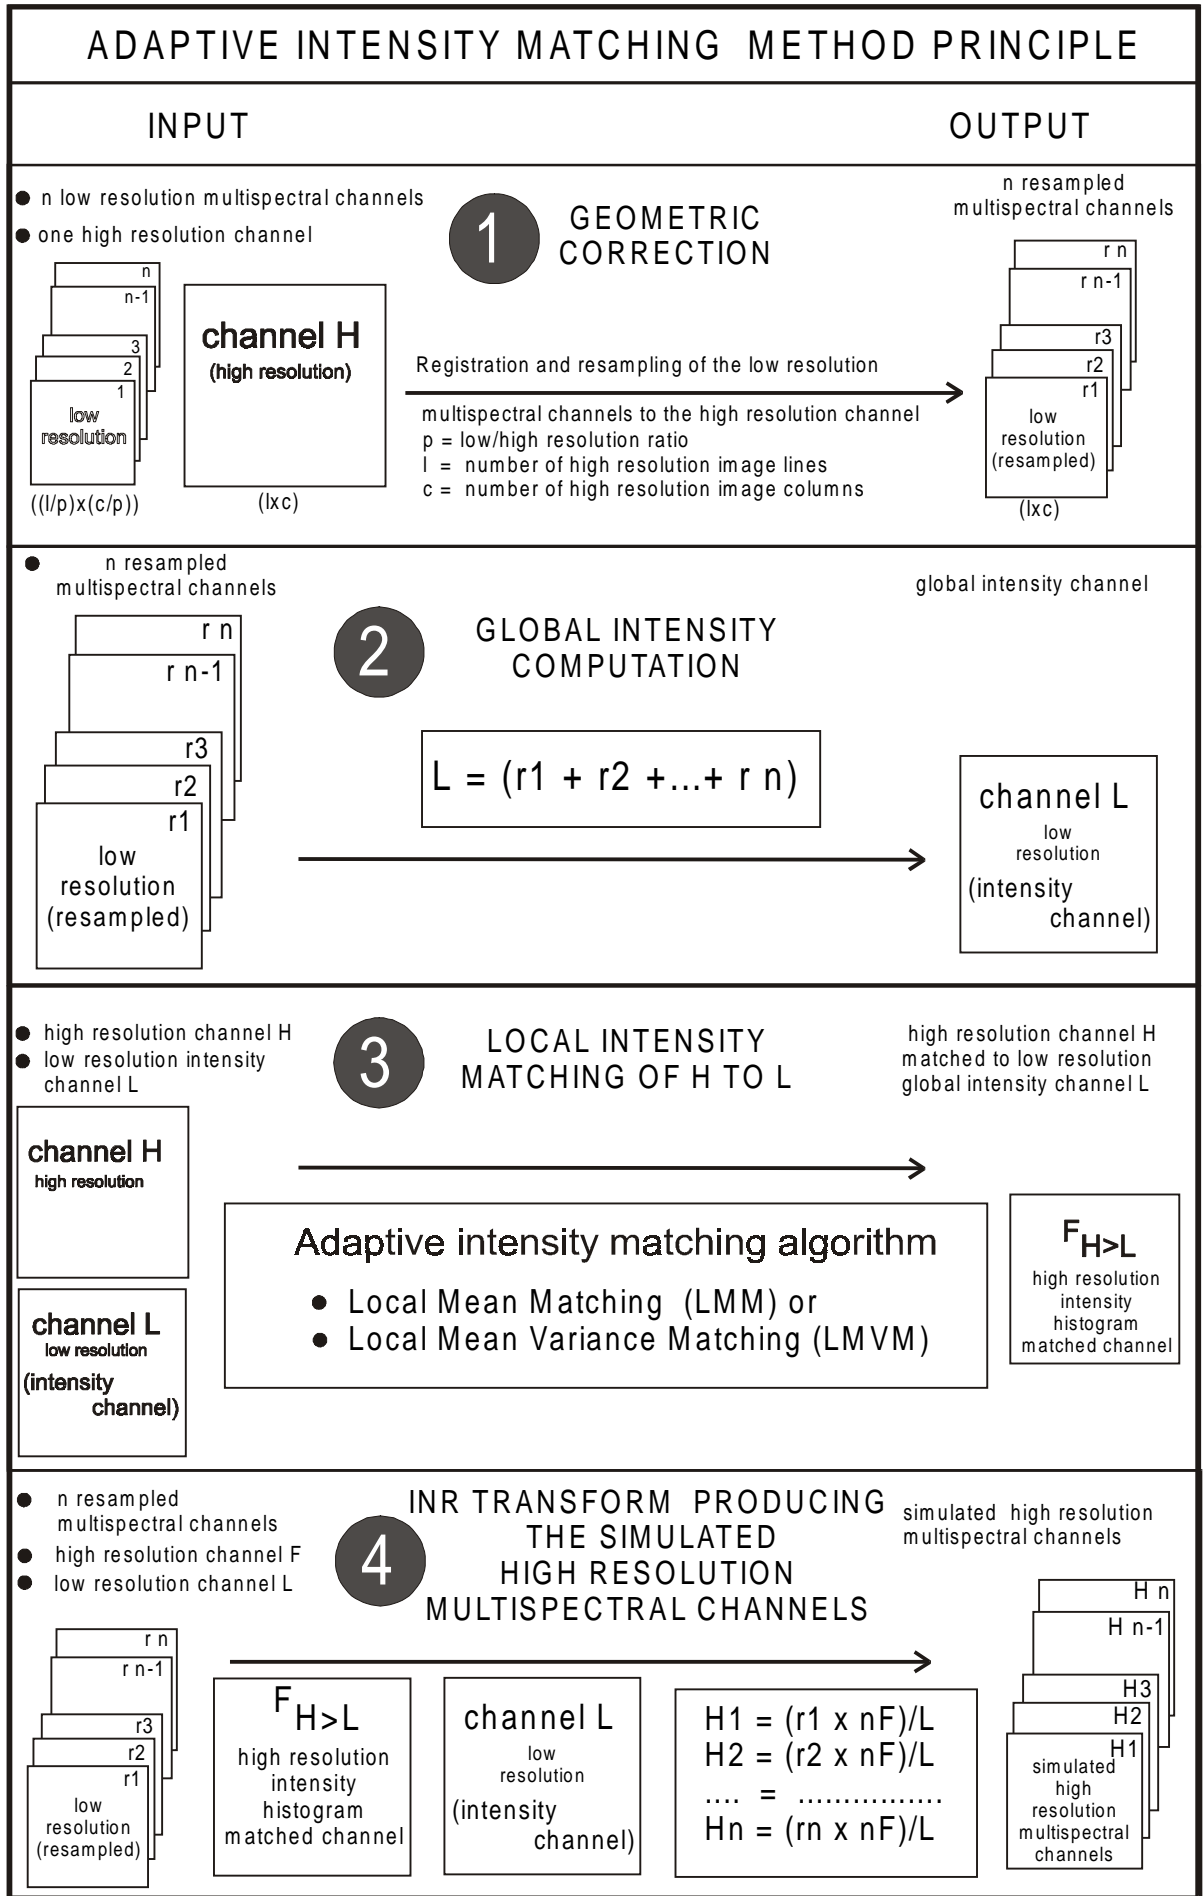 ADAPTIVE INTENSITY MATCHING METHOD PRINCIPLE
INPUT
OUTPUT
● n low resolution multispectral channels
● one high resolution channel
n
n-1
3
2
1
low
resolution
((l/p)x(c/p))
channel H
(high resolution)
(lxc)
1
GEOMETRIC
CORRECTION
Registration and resampling of the low resolution
multispectral channels to the high resolution channel
p = low/high resolution ratio
l = number of high resolution image lines
c = number of high resolution image columns
n resampled
multispectral channels
r n
r n-1
r3
r2
r1
low
resolution
(resampled)
(lxc)
● n resampled
multispectral channels
r n
r n-1
r3
r2
r1
low
resolution
(resampled)
2
GLOBAL INTENSITY
COMPUTATION
L = (r1 + r2 +...+ r n)
global intensity channel
channel L
low
resolution
(intensity
channel)
● high resolution channel H
● low resolution intensity
channel L
channel H
high resolution
channel L
low resolution
(intensity
channel)
3
LOCAL INTENSITY
MATCHING OF H TO L
Adaptive intensity matching algorithm
● Local Mean Matching (LMM) or
● Local Mean Variance Matching (LMVM)
high resolution channel H
matched to low resolution
global intensity channel L
F H>L
high resolution
intensity
histogram
matched channel
● n resampled
multispectral channels
● high resolution channel F
● low resolution channel L
r n
r n-1
r3
r2
r1
low
resolution
(resampled)
4
INR TRANSFORM PRODUCING
THE SIMULATED
HIGH RESOLUTION
MULTISPECTRAL CHANNELS
F H>L
high resolution
intensity
histogram
matched channel
channel L
low
resolution
(intensity
channel)
H1 = (r1 x nF)/L
H2 = (r2 x nF)/L
.... = ................
Hn = (rn x nF)/L
simulated high resolution
multispectral channels
H n
H n-1
H3
H2
H1
simulated
high
resolution
multispectral
channels